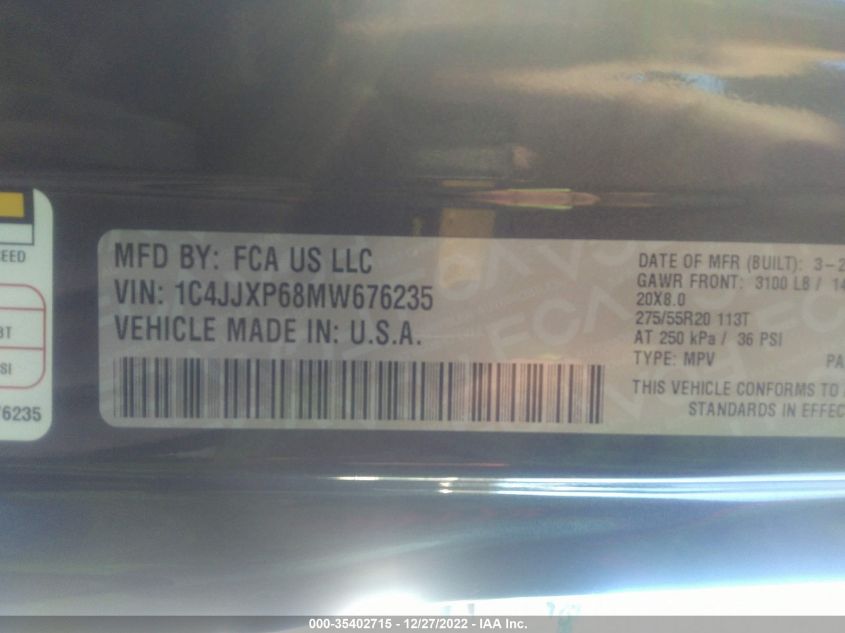 EED
BT
SI
76235
MFD BY: FCA US LLC
VIN: 1C4JJXP68MW676235
VEHICLE MADE IN: U.S.A.
DATE OF MFR (BUILT): 3-2
GAWR FRONT: 3100 LB / 14
20X8.0
275/55R20 113T
AT 250 kPa / 36 PSI
TYPE: MPV PA
THIS VEHICLE CONFORMS TO
STANDARDS IN EFFEC
000-35402715 - 12/27/2022 - IAA Inc.